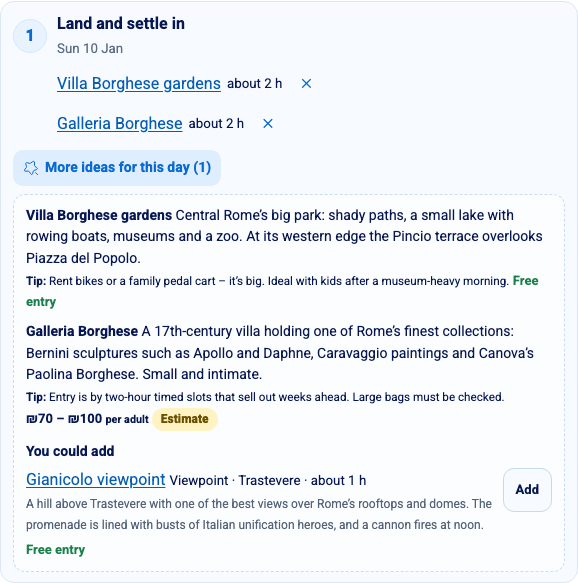 1
Land and settle in
Sun 10 Jan
Villa Borghese gardens about 2 h ×
Galleria Borghese about 2 h ×
More ideas for this day (1)
Villa Borghese gardens Central Rome’s big park: shady paths, a small lake with
rowing boats, museums and a zoo. At its western edge the Pincio terrace overlooks
Piazza del Popolo.
Tip: Rent bikes or a family pedal cart – it’s big. Ideal with kids after a museum-heavy morning. Free
entry
Galleria Borghese A 17th-century villa holding one of Rome’s finest collections:
Bernini sculptures such as Apollo and Daphne, Caravaggio paintings and Canova’s
Paolina Borghese. Small and intimate.
Tip: Entry is by two-hour timed slots that sell out weeks ahead. Large bags must be checked.
₪70 – ₪100 per adult Estimate
You could add
Gianicolo viewpoint Viewpoint · Trastevere · about 1 h
Add
A hill above Trastevere with one of the best views over Rome’s rooftops and domes. The
promenade is lined with busts of Italian unification heroes, and a cannon fires at noon.
Free entry